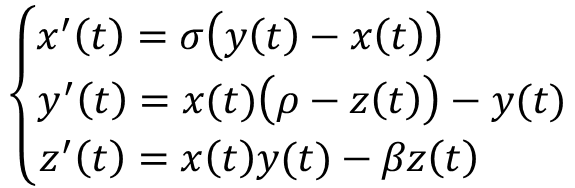 x′(t) = σ(y(t) − x(t))
y′(t) = x(t)(ρ − z(t)) − y(t)
z′(t) = x(t)y(t) − βz(t)